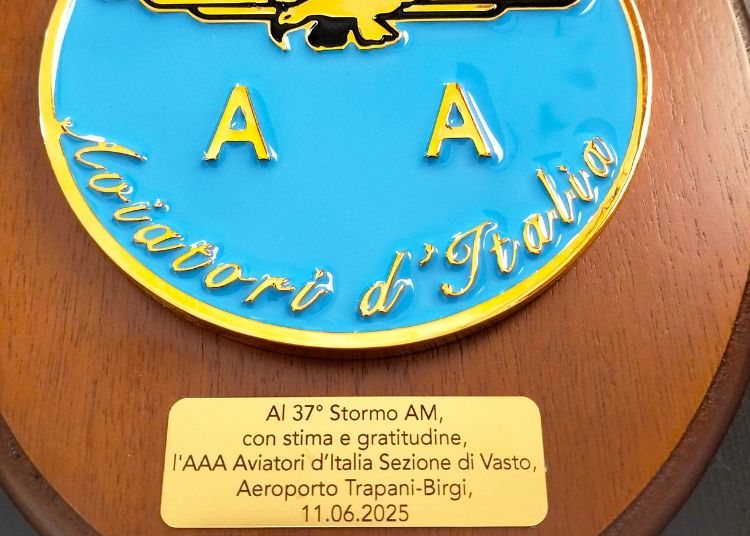 A A
Aviatori d'Italia
Al 37° Stormo AM,
con stima e gratitudine,
l'AAA Aviatori d'Italia Sezione di Vasto,
Aeroporto Trapani-Birgi,
11.06.2025